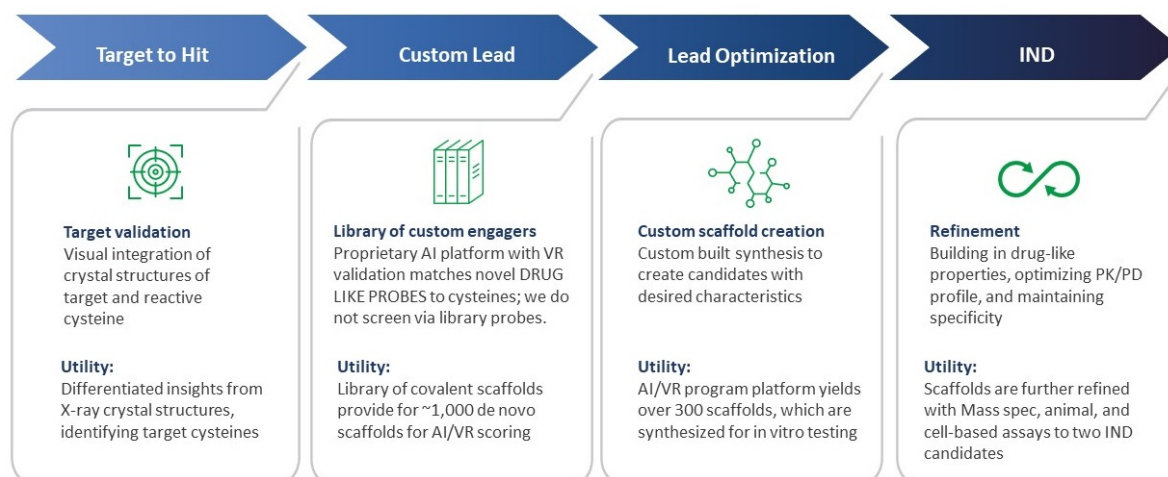 Target to Hit
Custom Lead
Lead Optimization
IND
Target validation
Visual integration of
crystal structures of
target and reactive
cysteine
Utility:
Differentiated insights from
X-ray crystal structures,
identifying target cysteines
Library of custom engagers
Proprietary AI platform with VR
validation matches novel DRUG
LIKE PROBES to cysteines; we do
not screen via library probes.
Utility:
Library of covalent scaffolds
provide for ~1,000 de novo
scaffolds for AI/VR scoring
Custom scaffold creation
Custom built synthesis to
create candidates with
desired characteristics
Utility:
AI/VR program platform yields
over 300 scaffolds, which are
synthesized for in vitro testing
Refinement
Building in drug-like
properties, optimizing PK/PD
profile, and maintaining
specificity
Utility:
Scaffolds are further refined
with Mass spec, animal, and
cell-based assays to two IND
candidates